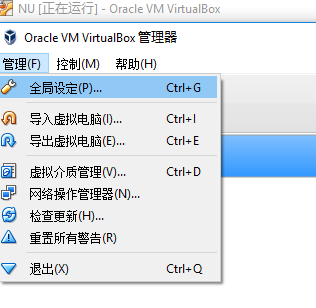 NU [正在运行] - Oracle VM VirtualBox
Oracle VM VirtualBox 管理器
管理(F) 控制(M) 帮助(H)
全局设定(P)... Ctrl+G
导入虚拟电脑(I)... Ctrl+I
导出虚拟电脑(E)... Ctrl+E
虚拟介质管理(V)... Ctrl+D
网络操作管理器(N)...
检查更新(H)...
重置所有警告(R)
退出(X) Ctrl+Q